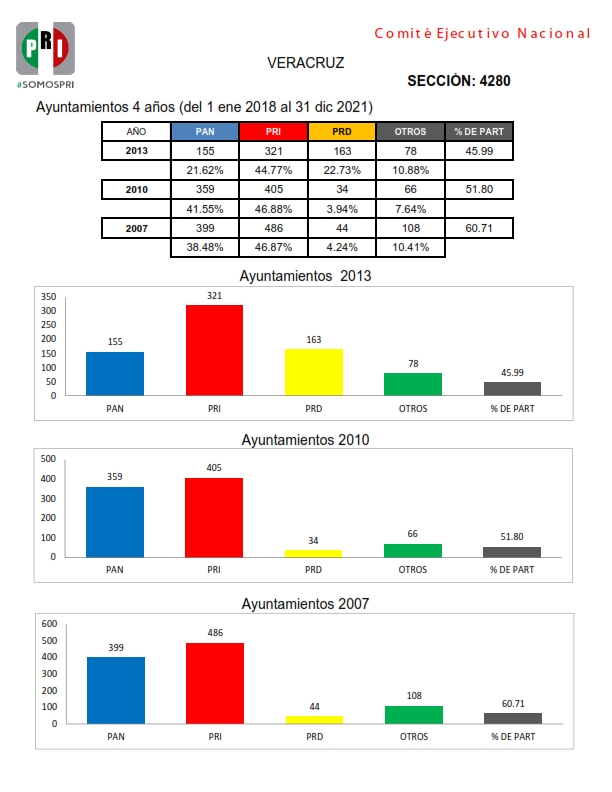 Comité Ejecutivo Nacional
PRI
#SOMOSPRI
VERACRUZ
SECCIÓN: 4280
Ayuntamientos 4 años (del 1 ene 2018 al 31 dic 2021)
AÑO PAN PRI PRD OTROS % DE PART
2013 155 321 163 78 45.99
21.62% 44.77% 22.73% 10.88%
2010 359 405 34 66 51.80
41.55% 46.88% 3.94% 7.64%
2007 399 486 44 108 60.71
38.48% 46.87% 4.24% 10.41%
Ayuntamientos 2013
350
300
250
200
150
100
50
0
155 321 163 78 45.99
PAN PRI PRD OTROS % DE PART
Ayuntamientos 2010
500
400
300
200
100
0
359 405 34 66 51.80
PAN PRI PRD OTROS % DE PART
Ayuntamientos 2007
600
500
400
300
200
100
0
399 486 44 108 60.71
PAN PRI PRD OTROS % DE PART